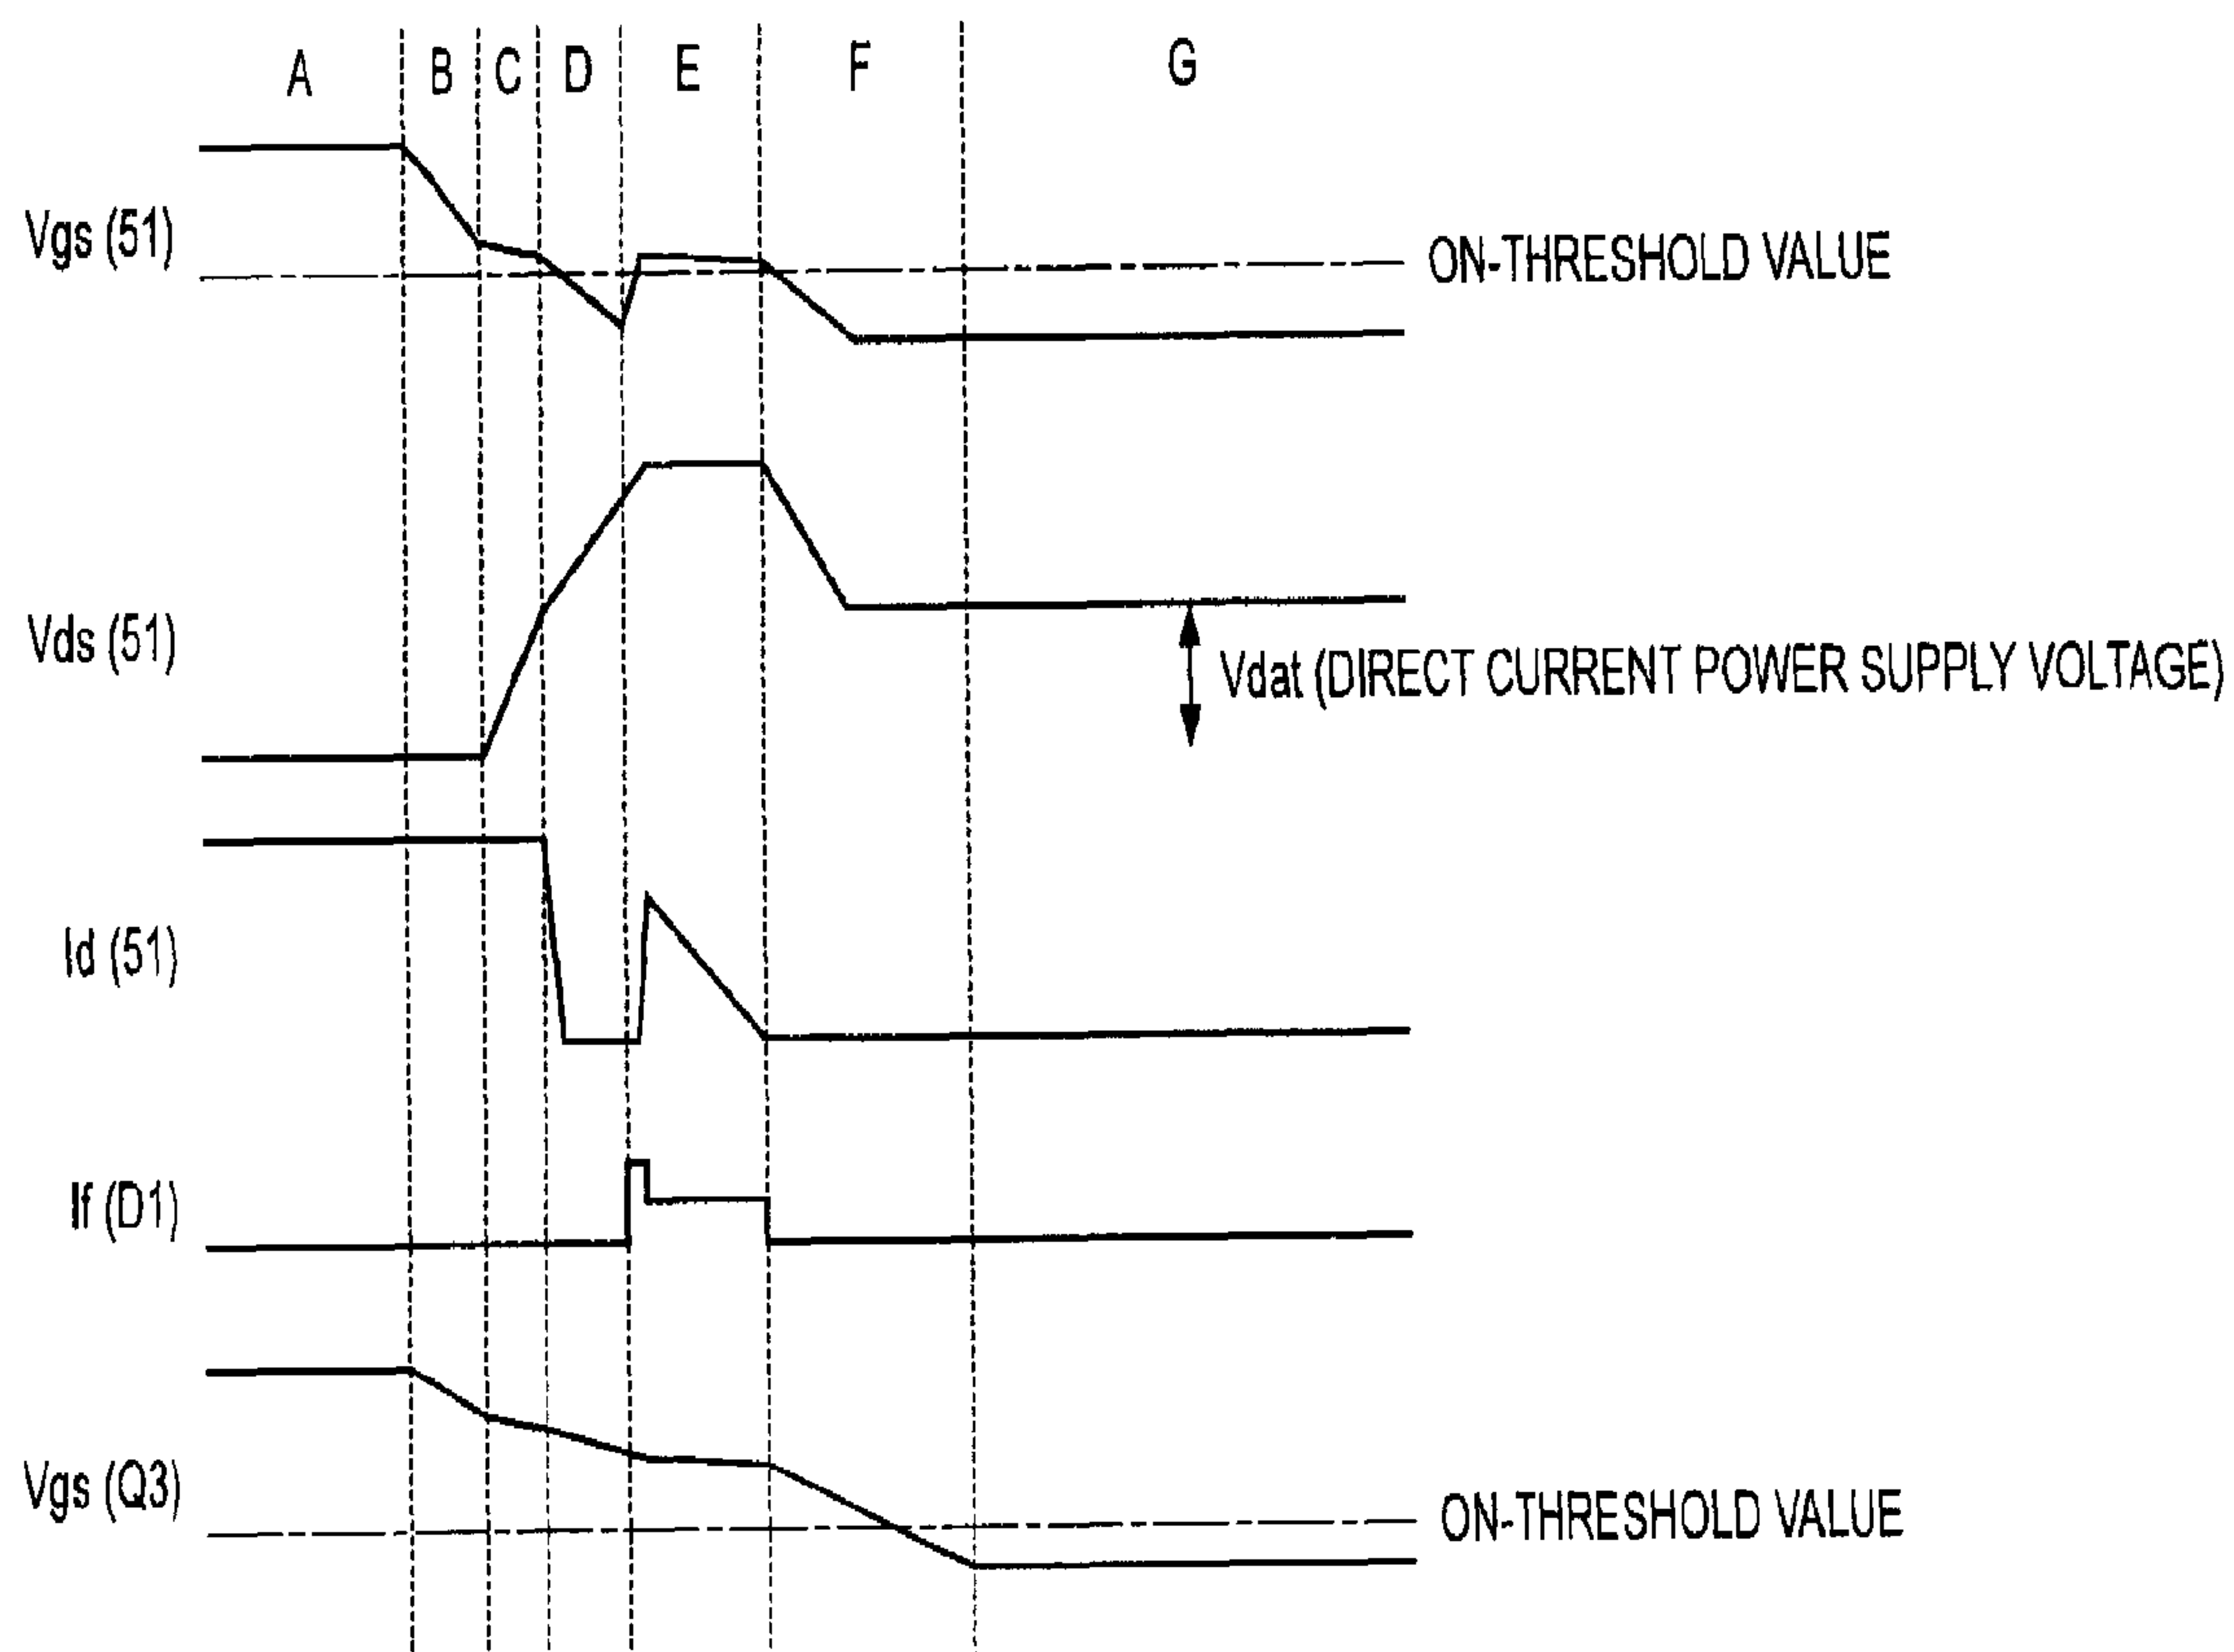 A B C D E F G
Vgs (51)
ON-THRESHOLD VALUE
Vds (51)
Vdat (DIRECT CURRENT POWER SUPPLY VOLTAGE)
Id (51)
If (D1)
Vgs (Q3)
ON-THRESHOLD VALUE